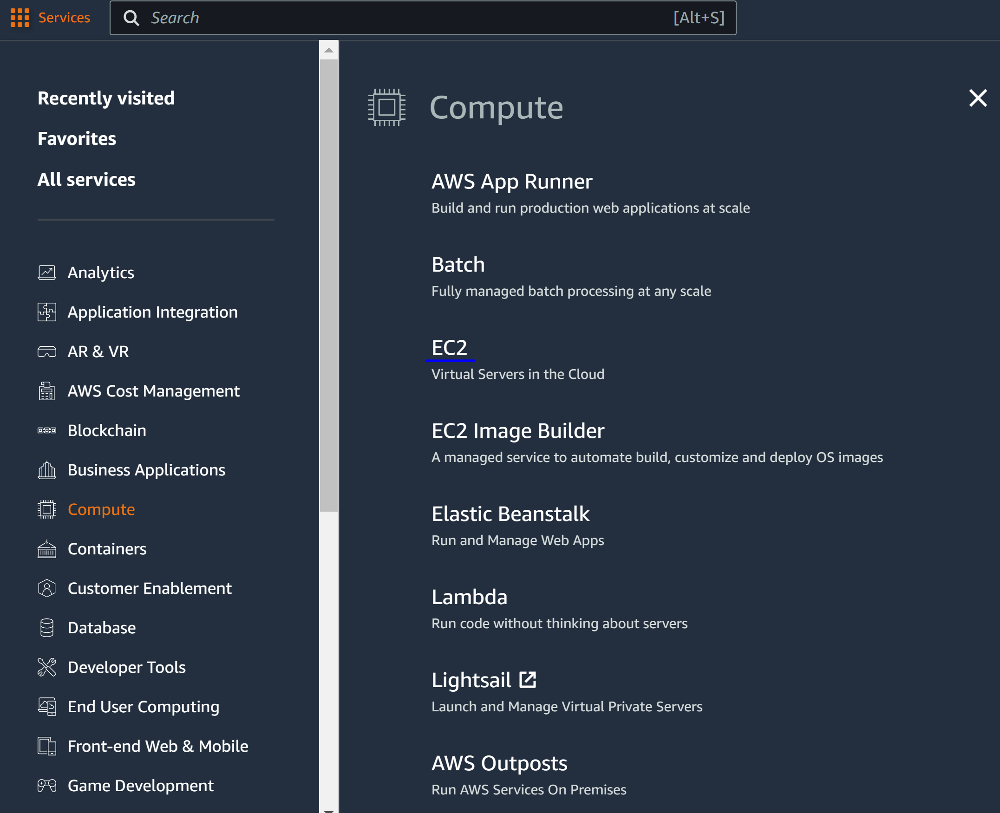 Services
Search
[Alt+S]
Recently visited
Favorites
All services
Analytics
Application Integration
AR & VR
AWS Cost Management
Blockchain
Business Applications
Compute
Containers
Customer Enablement
Database
Developer Tools
End User Computing
Front-end Web & Mobile
Game Development
Compute
AWS App Runner
Build and run production web applications at scale
Batch
Fully managed batch processing at any scale
EC2
Virtual Servers in the Cloud
EC2 Image Builder
A managed service to automate build, customize and deploy OS images
Elastic Beanstalk
Run and Manage Web Apps
Lambda
Run code without thinking about servers
Lightsail
Launch and Manage Virtual Private Servers
AWS Outposts
Run AWS Services On Premises